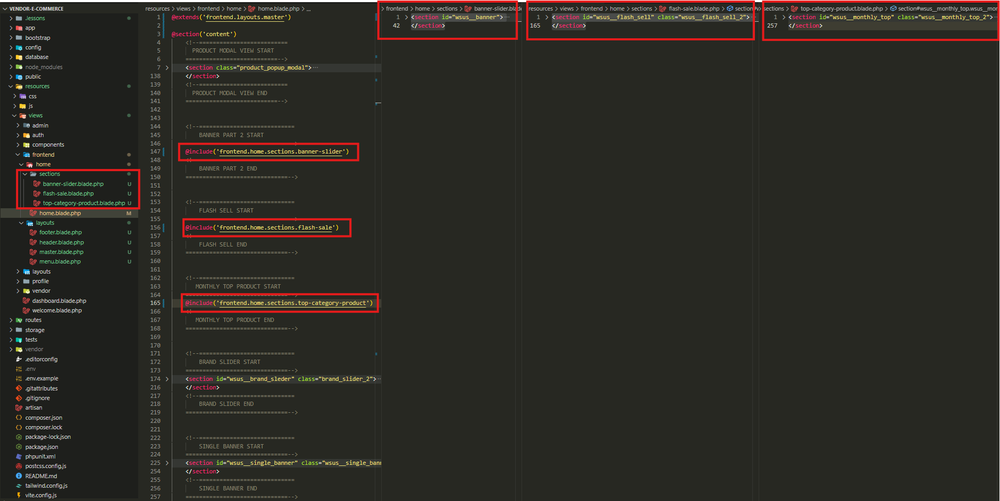 VENDOR-E-COMMERCE
.lessons
app
bootstrap
config
database
node_modules
public
resources
css
js
views
admin
auth
components
frontend
home
sections
banner-slider.blade.php U
flash-sale.blade.php U
top-category-product.blade.php U
home.blade.php M
layouts
footer.blade.php U
header.blade.php U
master.blade.php U
menu.blade.php U
layouts
profile
vendor
dashboard.blade.php
welcome.blade.php
routes
storage
tests
vendor
.editorconfig
.env
.env.example
.gitattributes
.gitignore
artisan
composer.json
composer.lock
package-lock.json
package.json
phpunit.xml
postcss.config.js
README.md
tailwind.config.js
vite.config.js
resources > views > frontend > home > home.blade.php > ...
1 @extends('frontend.layouts.master')
2
3 @section('content')
4 <!--==========================
5 PRODUCT MODAL VIEW START
6 ===========================-->
7 <section class="product_popup_modal">···
138 </section>
139 <!--==========================
140 PRODUCT MODAL VIEW END
141 ===========================-->
142
143
144 <!--============================
145 BANNER PART 2 START
146
147 @include('frontend.home.sections.banner-slider')
148
149 BANNER PART 2 END
150 ==============================-->
151
152
153 <!--============================
154 FLASH SELL START
155
156 @include('frontend.home.sections.flash-sale')
157
158 FLASH SELL END
159 ==============================-->
160
161
162 <!--============================
163 MONTHLY TOP PRODUCT START
164
165 @include('frontend.home.sections.top-category-product')
166
167 MONTHLY TOP PRODUCT END
168 ==============================-->
169
170
171 <!--============================
172 BRAND SLIDER START
173 ==============================-->
174 <section id="wsus__brand_sleder" class="brand_slider_2">···
216 </section>
217 <!--============================
218 BRAND SLIDER END
219 ==============================-->
220
221
222 <!--============================
223 SINGLE BANNER START
224 ==============================-->
225 <section id="wsus__single_banner" class="wsus__single_ban
254 </section>
255 <!--============================
256 SINGLE BANNER END
257 ==============================-->
> frontend > home > sections > banner-slider.blade
1 <section id="wsus__banner">···
42 </section>
resources > views > frontend > home > sections > flash-sale.blade.php > section#w
1 <section id="wsus__flash_sell" class="wsus__flash_sell_2">···
165 </section>
sections > top-category-product.blade.php > section#wsus__monthly_top.wsus__mon
1 <section id="wsus__monthly_top" class="wsus__monthly_top_2">···
257 </section>